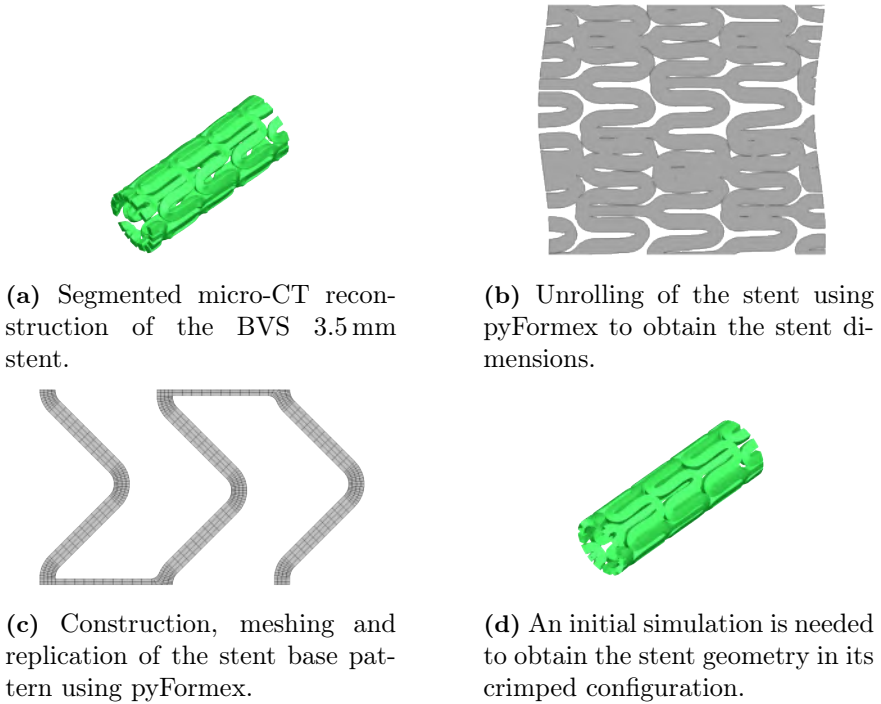 (a) Segmented micro-CT recon-
struction of the BVS 3.5 mm
stent.
(b) Unrolling of the stent using
pyFormex to obtain the stent di-
mensions.
(c) Construction, meshing and
replication of the stent base pat-
tern using pyFormex.
(d) An initial simulation is needed
to obtain the stent geometry in its
crimped configuration.